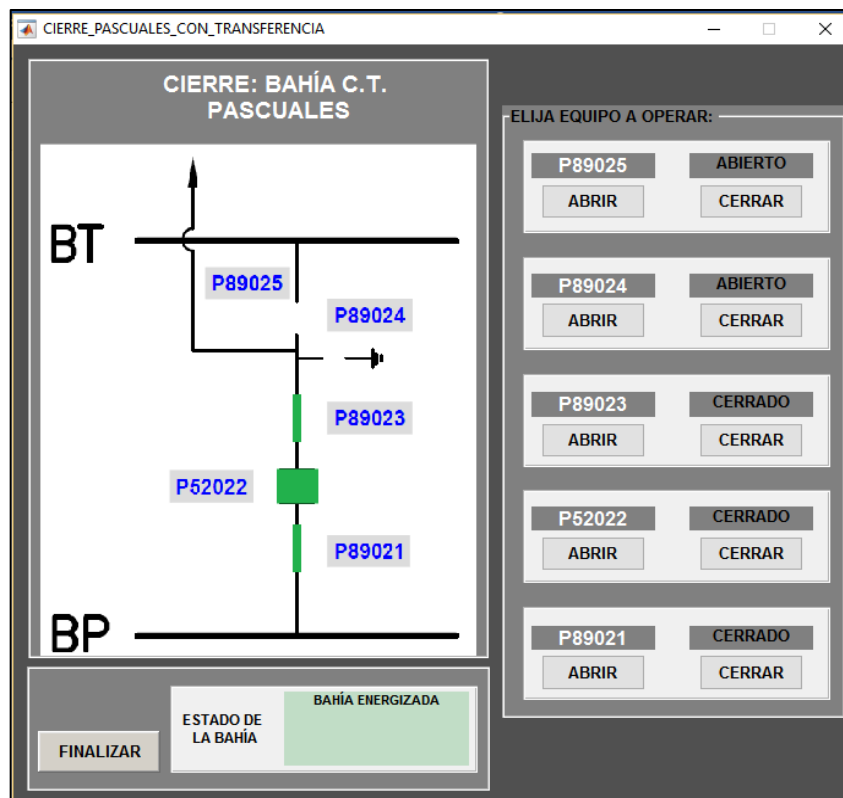 CIERRE_PASCUALES_CON_TRANSFERENCIA
CIERRE: BAHÍA C.T.
PASCUALES
BT
P89025
P89024
P89023
P52022
P89021
BP
ELIJA EQUIPO A OPERAR:
P89025 ABIERTO
ABRIR CERRAR
P89024 ABIERTO
ABRIR CERRAR
P89023 CERRADO
ABRIR CERRAR
P52022 CERRADO
ABRIR CERRAR
P89021 CERRADO
ABRIR CERRAR
FINALIZAR
ESTADO DE
LA BAHÍA
BAHÍA ENERGIZADA